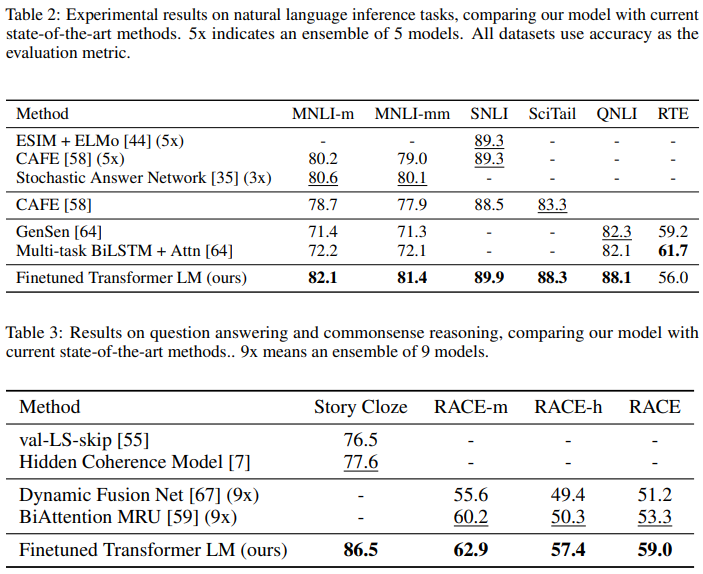 Table 2: Experimental results on natural language inference tasks, comparing our model with current
state-of-the-art methods. 5x indicates an ensemble of 5 models. All datasets use accuracy as the
evaluation metric.
Method MNLI-m MNLI-mm SNLI SciTail QNLI RTE
ESIM + ELMo [44] (5x) - - 89.3 - - -
CAFE [58] (5x) 80.2 79.0 89.3 - - -
Stochastic Answer Network [35] (3x) 80.6 80.1 - - - -
CAFE [58] 78.7 77.9 88.5 83.3
GenSen [64] 71.4 71.3 - - 82.3 59.2
Multi-task BiLSTM + Attn [64] 72.2 72.1 - - 82.1 61.7
Finetuned Transformer LM (ours) 82.1 81.4 89.9 88.3 88.1 56.0
Table 3: Results on question answering and commonsense reasoning, comparing our model with
current state-of-the-art methods.. 9x means an ensemble of 9 models.
Method Story Cloze RACE-m RACE-h RACE
val-LS-skip [55] 76.5 - - -
Hidden Coherence Model [7] 77.6 - - -
Dynamic Fusion Net [67] (9x) - 55.6 49.4 51.2
BiAttention MRU [59] (9x) - 60.2 50.3 53.3
Finetuned Transformer LM (ours) 86.5 62.9 57.4 59.0